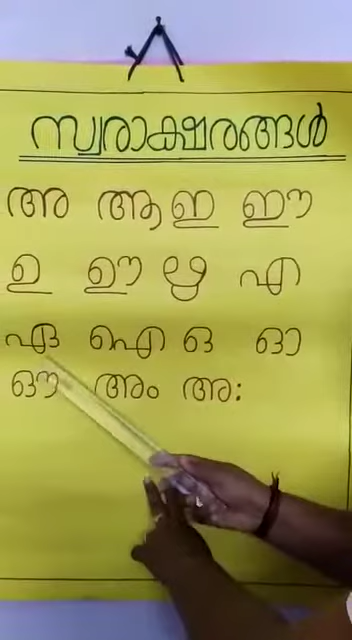 സ്വരാക്ഷരങ്ങൾ
അ ആ ഇ ഈ
ഉ ഊ ഋ എ
ഏ ഐ ഒ ഓ
ഔ അം അഃ